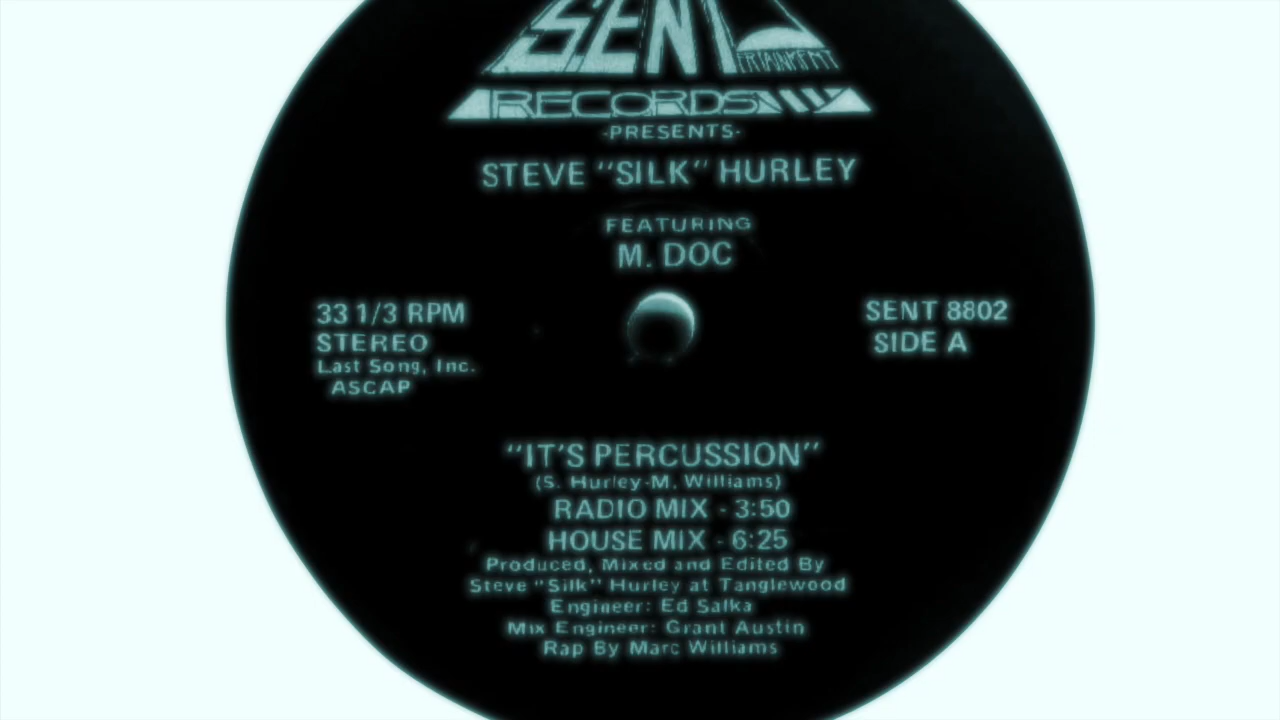 SENT
ERTAINMENT
RECORDS
-PRESENTS-
STEVE "SILK" HURLEY
FEATURING
M. DOC
33 1/3 RPM
STEREO
Last Song, Inc.
ASCAP
SENT 8802
SIDE A
"IT'S PERCUSSION"
(S. Hurley-M. Williams)
RADIO MIX - 3:50
HOUSE MIX - 6:25
Produced, Mixed and Edited By
Steve "Silk" Hurley at Tanglewood
Engineer: Ed Salka
Mix Engineer: Grant Austin
Rap By Marc Williams